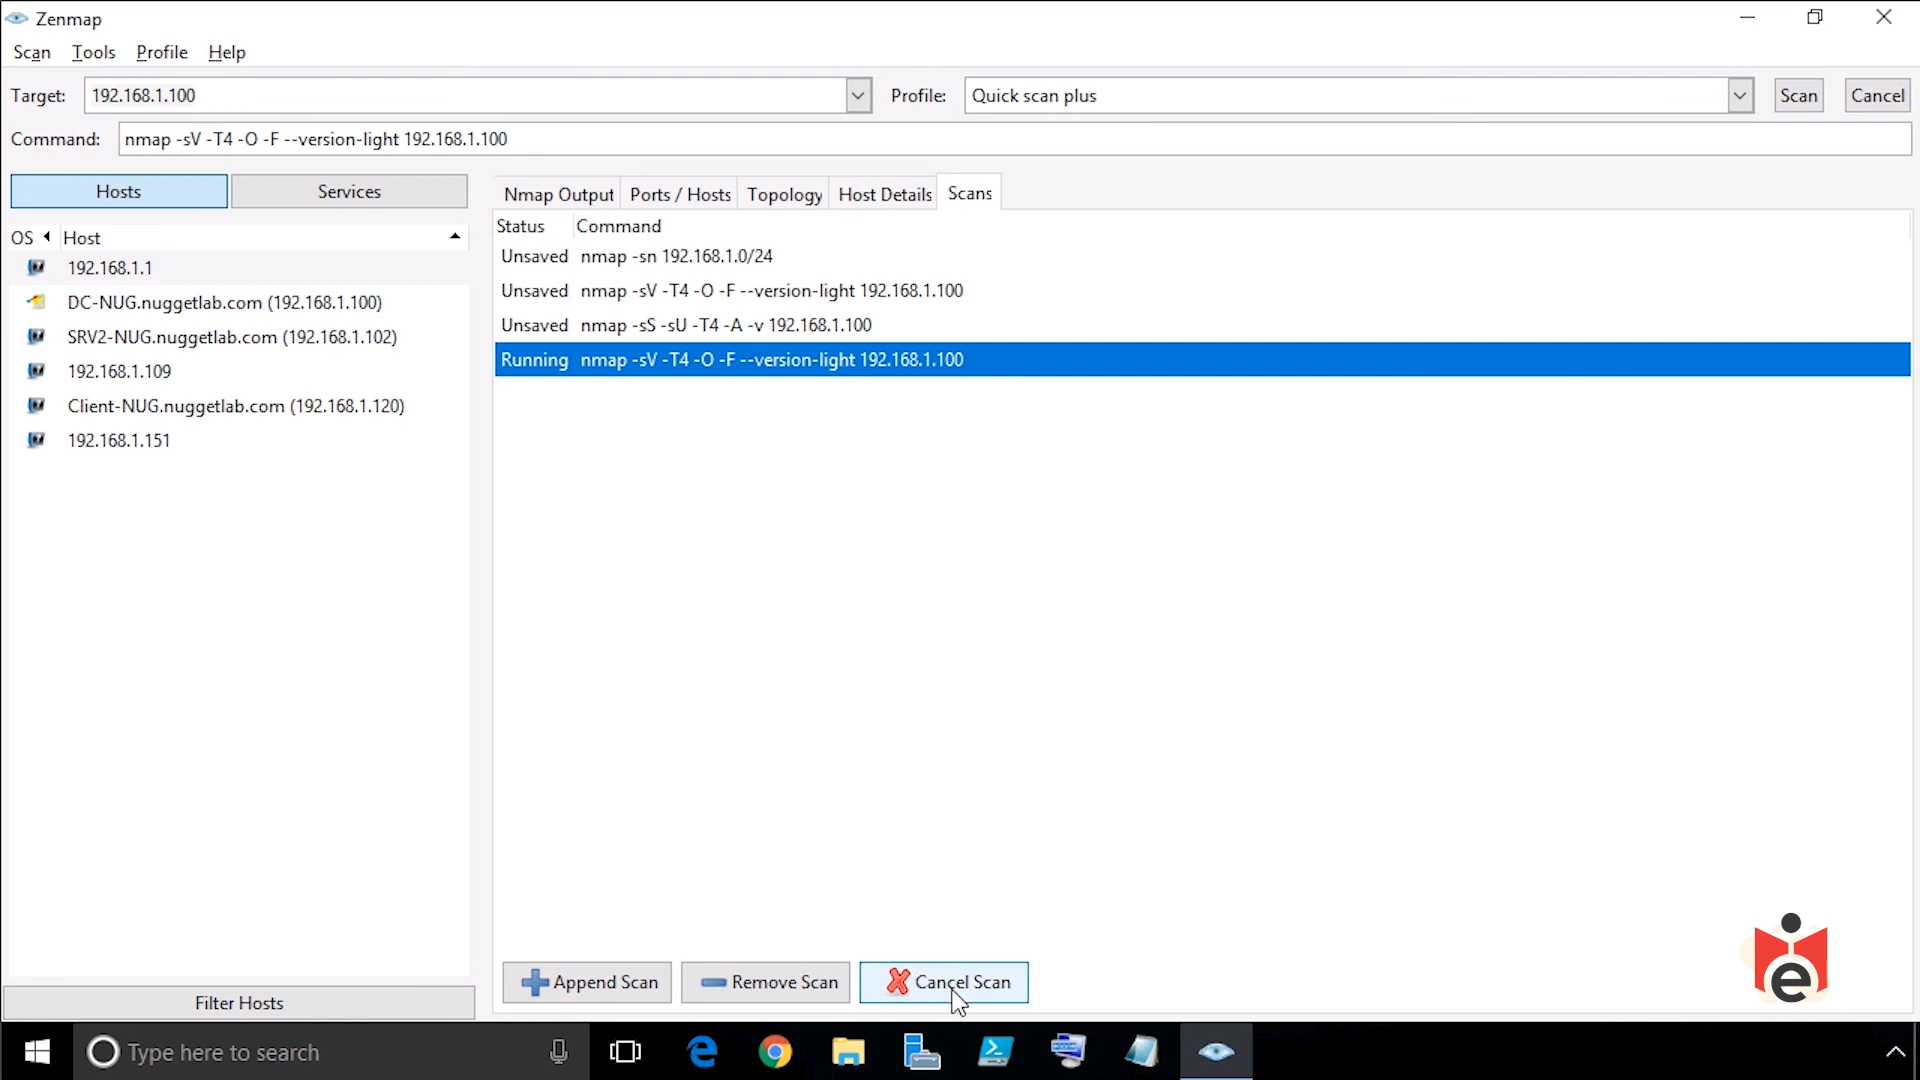 Zenmap
Scan Tools Profile Help
Target: 192.168.1.100 Profile: Quick scan plus Scan Cancel
Command: nmap -sV -T4 -O -F --version-light 192.168.1.100
Hosts Services
Nmap Output Ports / Hosts Topology Host Details Scans
OS Host
Status Command
192.168.1.1
DC-NUG.nuggetlab.com (192.168.1.100)
SRV2-NUG.nuggetlab.com (192.168.1.102)
192.168.1.109
Client-NUG.nuggetlab.com (192.168.1.120)
192.168.1.151
Unsaved nmap -sn 192.168.1.0/24
Unsaved nmap -sV -T4 -O -F --version-light 192.168.1.100
Unsaved nmap -sS -sU -T4 -A -v 192.168.1.100
Running nmap -sV -T4 -O -F --version-light 192.168.1.100
Append Scan Remove Scan Cancel Scan
Filter Hosts
e
Type here to search